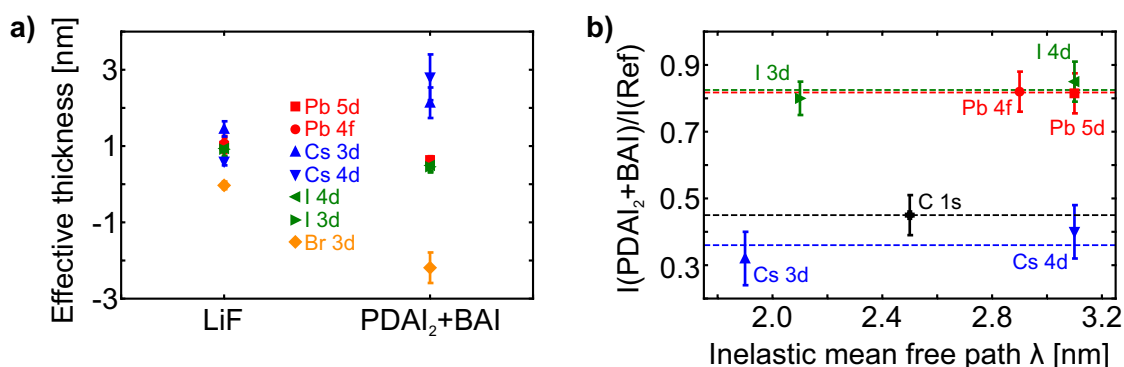 a)
Effective thickness [nm]
3
1
-1
-3
Pb 5d
Pb 4f
Cs 3d
Cs 4d
I 4d
I 3d
Br 3d
LiF
PDAI₂+BAI
b)
I(PDAI₂+BAI)/I(Ref)
0.9
0.7
0.5
0.3
I 3d
I 4d
Pb 4f
Pb 5d
C 1s
Cs 3d
Cs 4d
2.0
2.4
2.8
3.2
Inelastic mean free path λ [nm]